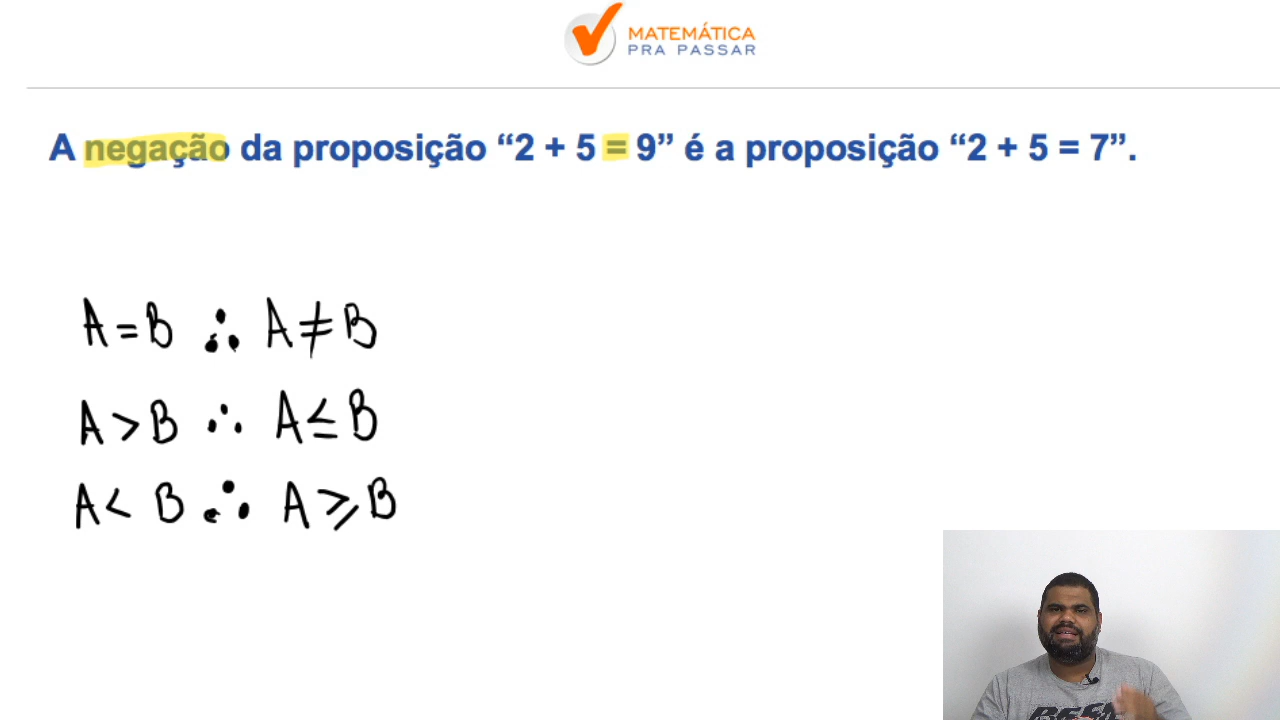 MATEMÁTICA
PRA PASSAR
A negação da proposição “2 + 5 = 9” é a proposição “2 + 5 = 7”.
A = B ∴ A ≠ B
A > B ∴ A ≤ B
A < B ∴ A ⩾ B